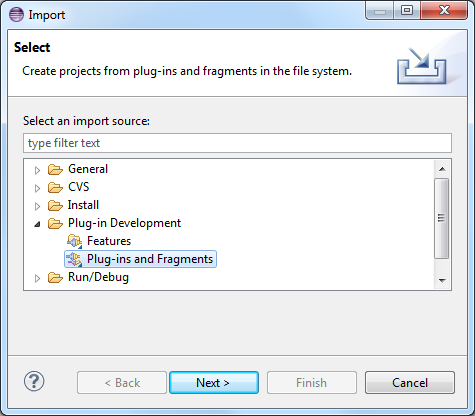 Import
Select
Create projects from plug-ins and fragments in the file system.
Select an import source:
type filter text
General
CVS
Install
Plug-in Development
Features
Plug-ins and Fragments
Run/Debug
?
< Back
Next >
Finish
Cancel